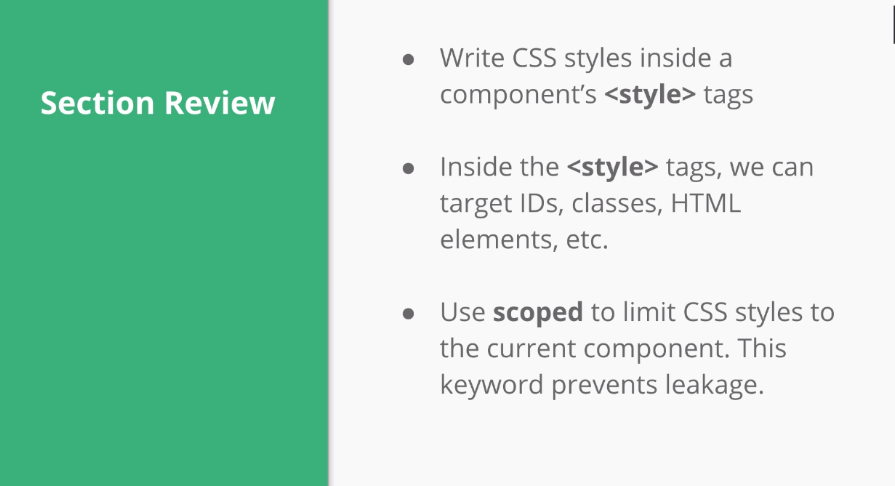 Section Review
● Write CSS styles inside a
component’s <style> tags
● Inside the <style> tags, we can
target IDs, classes, HTML
elements, etc.
● Use scoped to limit CSS styles to
the current component. This
keyword prevents leakage.